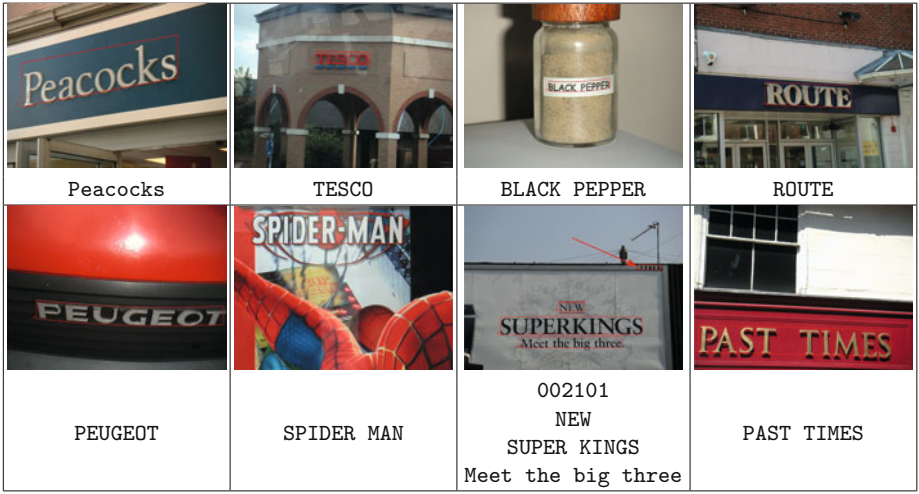 Peacocks
TESCO
BLACK PEPPER
ROUTE
Peacocks
TESCO
BLACK PEPPER
ROUTE
PEUGEOT
SPIDER-MAN
NEW
SUPERKINGS
Meet the big three.
PAST TIMES
PEUGEOT
SPIDER MAN
002101
NEW
SUPER KINGS
Meet the big three
PAST TIMES